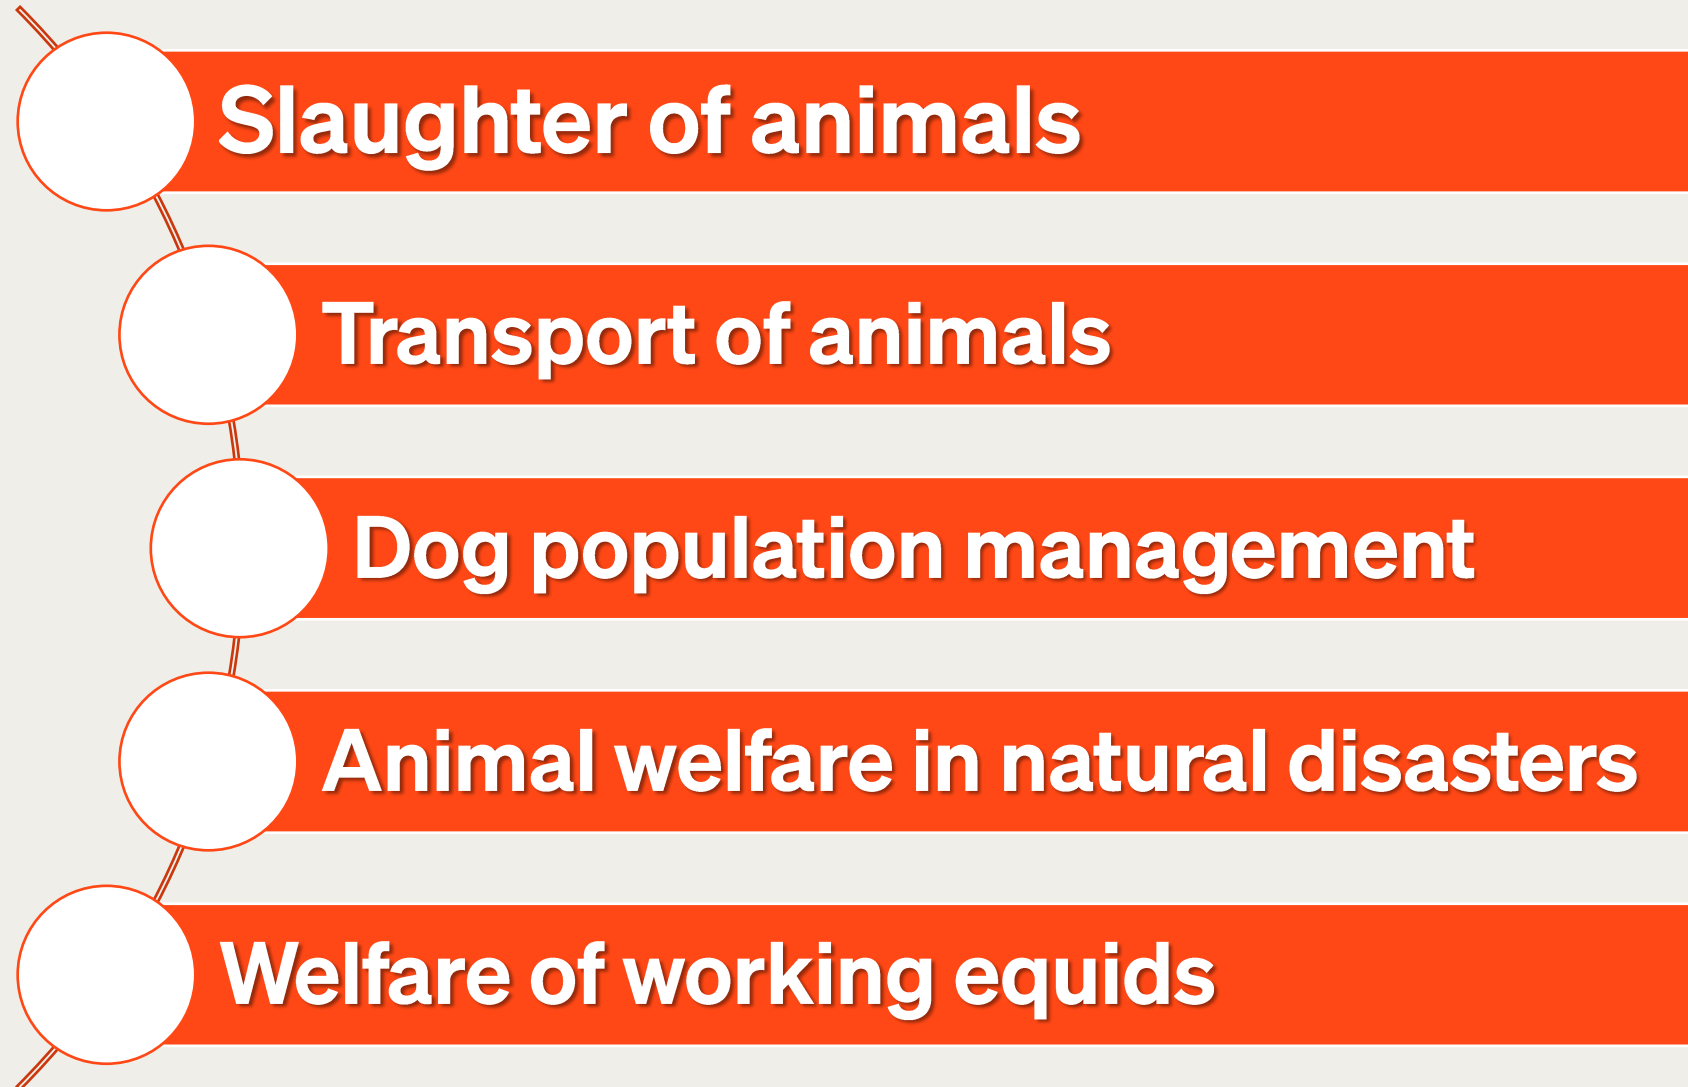 Slaughter of animals
Transport of animals
Dog population management
Animal welfare in natural disasters
Welfare of working equids